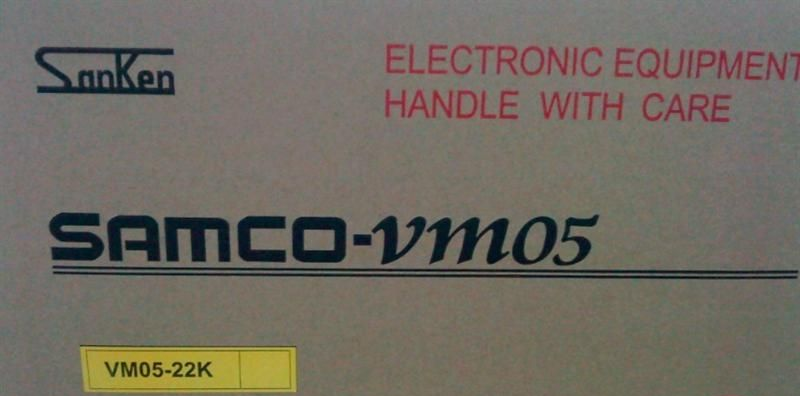 SanKen
ELECTRONIC EQUIPMENT
HANDLE WITH CARE
SAMCO-vm05
VM05-22K